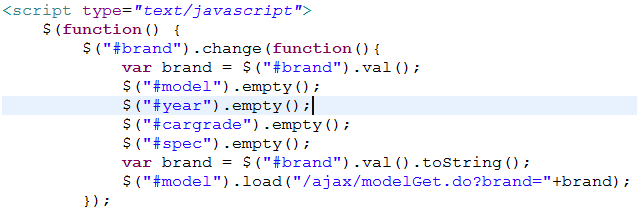 <script type="text/javascript">
$(function() {
$("#brand").change(function(){
var brand = $("#brand").val();
$("#model").empty();
$("#year").empty();
$("#cargrade").empty();
$("#spec").empty();
var brand = $("#brand").val().toString();
$("#model").load("/ajax/modelGet.do?brand="+brand);
});